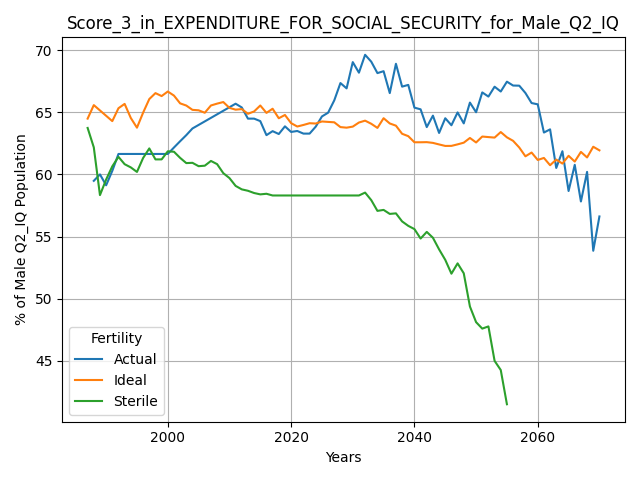 Score_3_in_EXPENDITURE_FOR_SOCIAL_SECURITY_for_Male_Q2_IQ
70
65
60
55
50
45
% of Male Q2_IQ Population
Fertility
Actual
Ideal
Sterile
2000 2020 2040 2060
Years